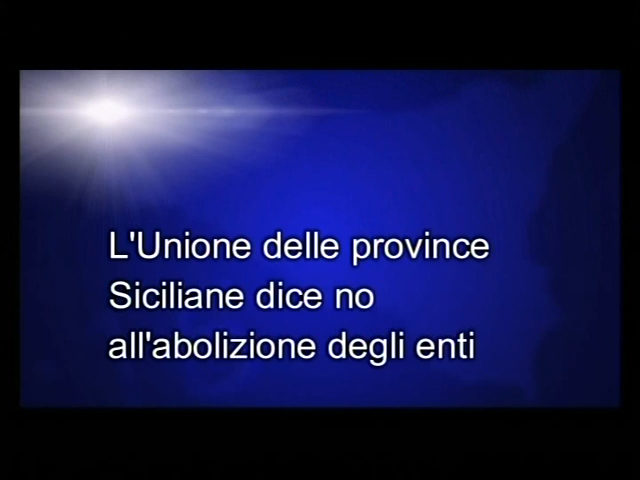 L'Unione delle province
Siciliane dice no
all'abolizione degli enti